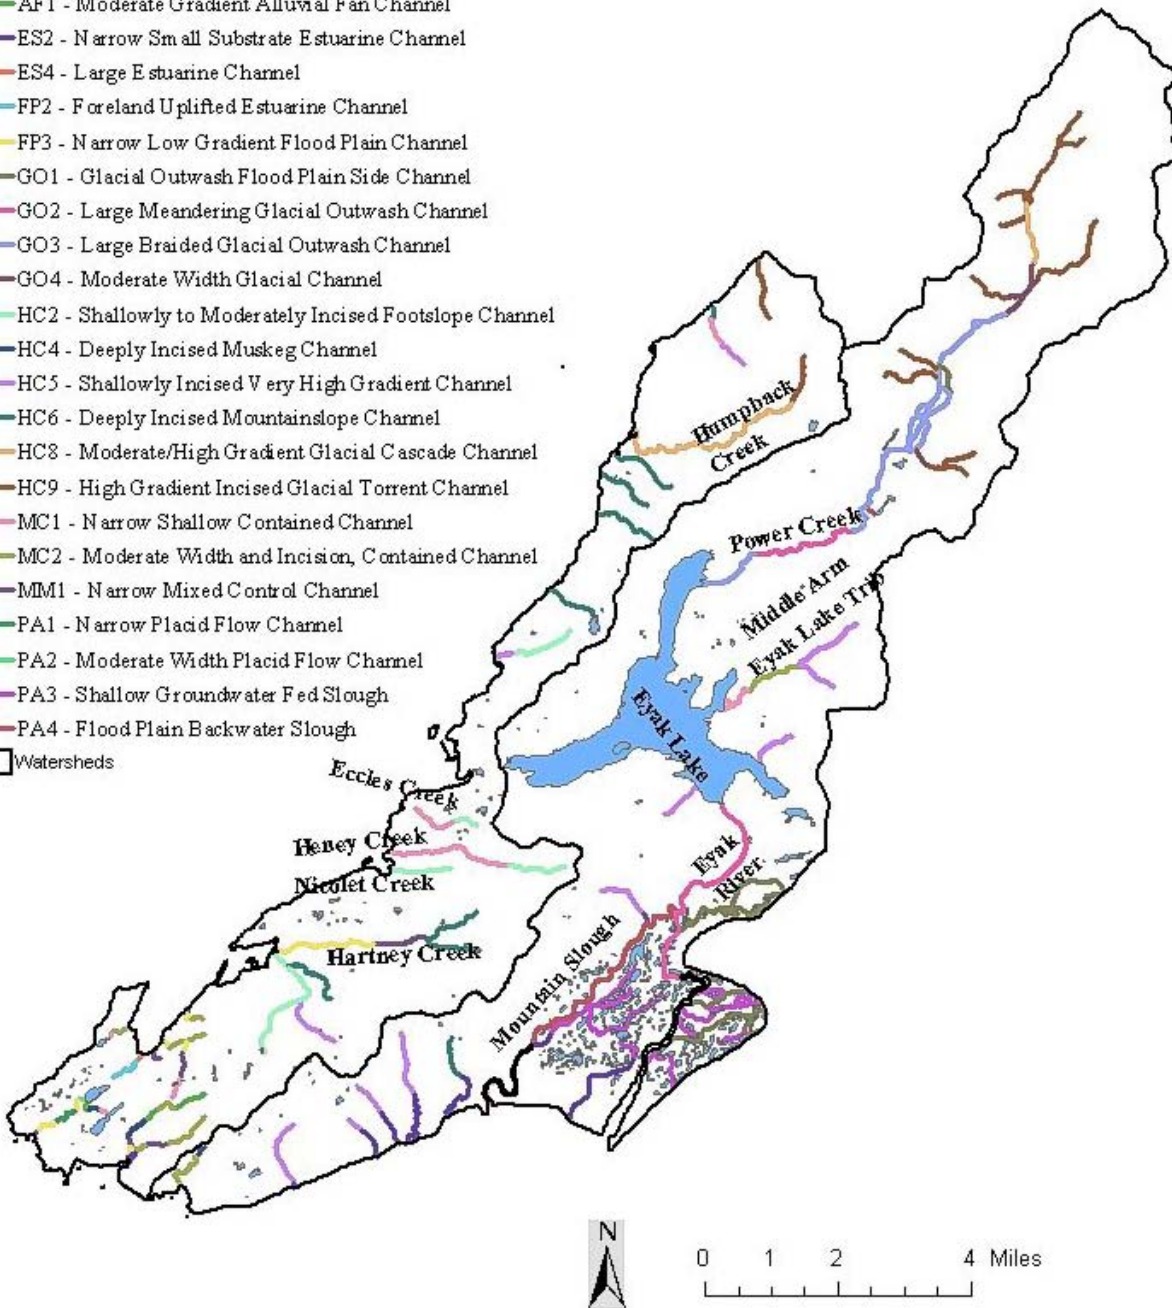 AF1 - Moderate Gradient Alluvial Fan Channel
ES2 - Narrow Small Substrate Estuarine Channel
ES4 - Large Estuarine Channel
FP2 - Foreland Uplifted Estuarine Channel
FP3 - Narrow Low Gradient Flood Plain Channel
GO1 - Glacial Outwash Flood Plain Side Channel
GO2 - Large Meandering Glacial Outwash Channel
GO3 - Large Braided Glacial Outwash Channel
GO4 - Moderate Width Glacial Channel
HC2 - Shallowly to Moderately Incised Footslope Channel
HC4 - Deeply Incised Muskeg Channel
HC5 - Shallowly Incised Very High Gradient Channel
HC6 - Deeply Incised Mountainslope Channel
HC8 - Moderate/High Gradient Glacial Cascade Channel
HC9 - High Gradient Incised Glacial Torrent Channel
MC1 - Narrow Shallow Contained Channel
MC2 - Moderate Width and Incision, Contained Channel
MM1 - Narrow Mixed Control Channel
PA1 - Narrow Placid Flow Channel
PA2 - Moderate Width Placid Flow Channel
PA3 - Shallow Groundwater Fed Slough
PA4 - Flood Plain Backwater Slough
Watersheds
Humpback
Creek
Power Creek
Middle Arm
Eyak Lake Trib
Eyak Lake
Eccles Creek
Heney Creek
Nicolet Creek
Hartney Creek
Eyak
River
Mountain Slough
N
0 1 2 4 Miles